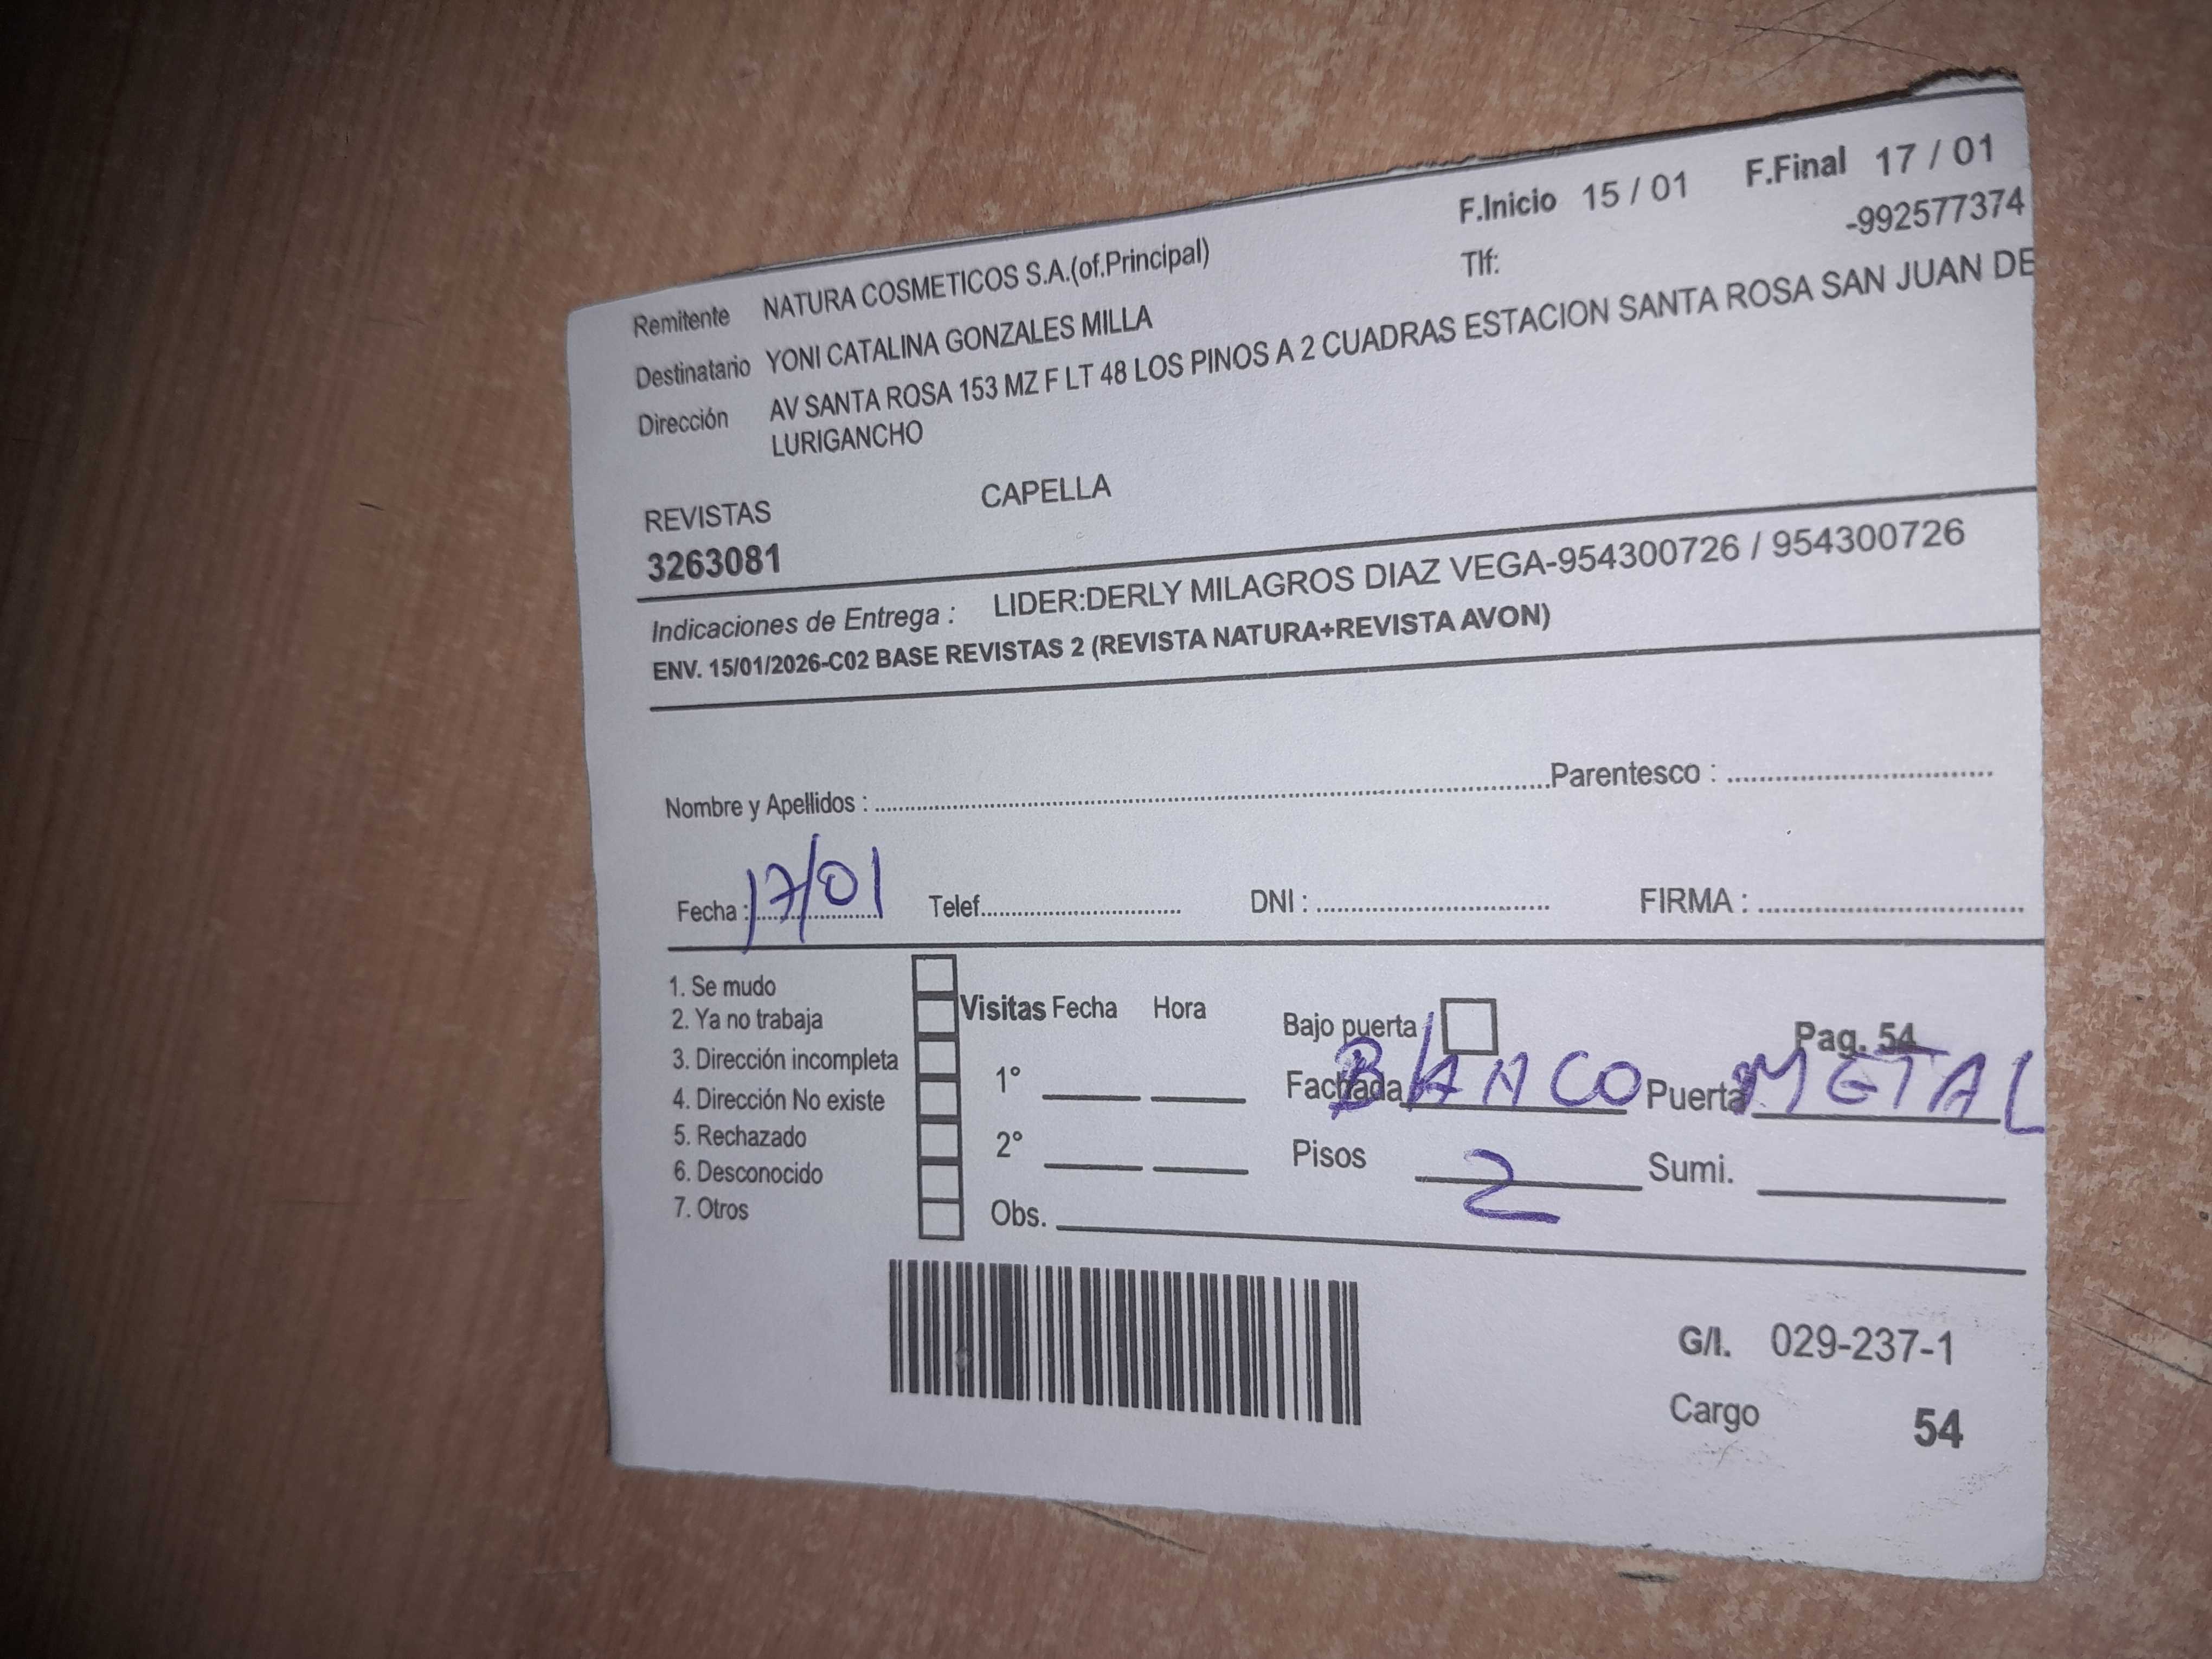 F.Inicio 15 / 01 F.Final 17 / 01
Remitente NATURA COSMETICOS S.A.(of.Principal) Tlf: -992577374
Destinatario YONI CATALINA GONZALES MILLA
Dirección AV SANTA ROSA 153 MZ F LT 48 LOS PINOS A 2 CUADRAS ESTACION SANTA ROSA SAN JUAN DE
LURIGANCHO
REVISTAS CAPELLA
3263081
Indicaciones de Entrega : LIDER:DERLY MILAGROS DIAZ VEGA-954300726 / 954300726
ENV. 15/01/2026-C02 BASE REVISTAS 2 (REVISTA NATURA+REVISTA AVON)
Nombre y Apellidos : Parentesco :
Fecha : 17/01 Telef. DNI : FIRMA :
1. Se mudo
2. Ya no trabaja
3. Dirección incompleta
4. Dirección No existe
5. Rechazado
6. Desconocido
7. Otros
Visitas Fecha Hora
1°
2°
Obs.
Bajo puerta Pag. 54
Fachada BlANCO Puerta METAL
Pisos 2 Sumi.
G/I. 029-237-1
Cargo 54